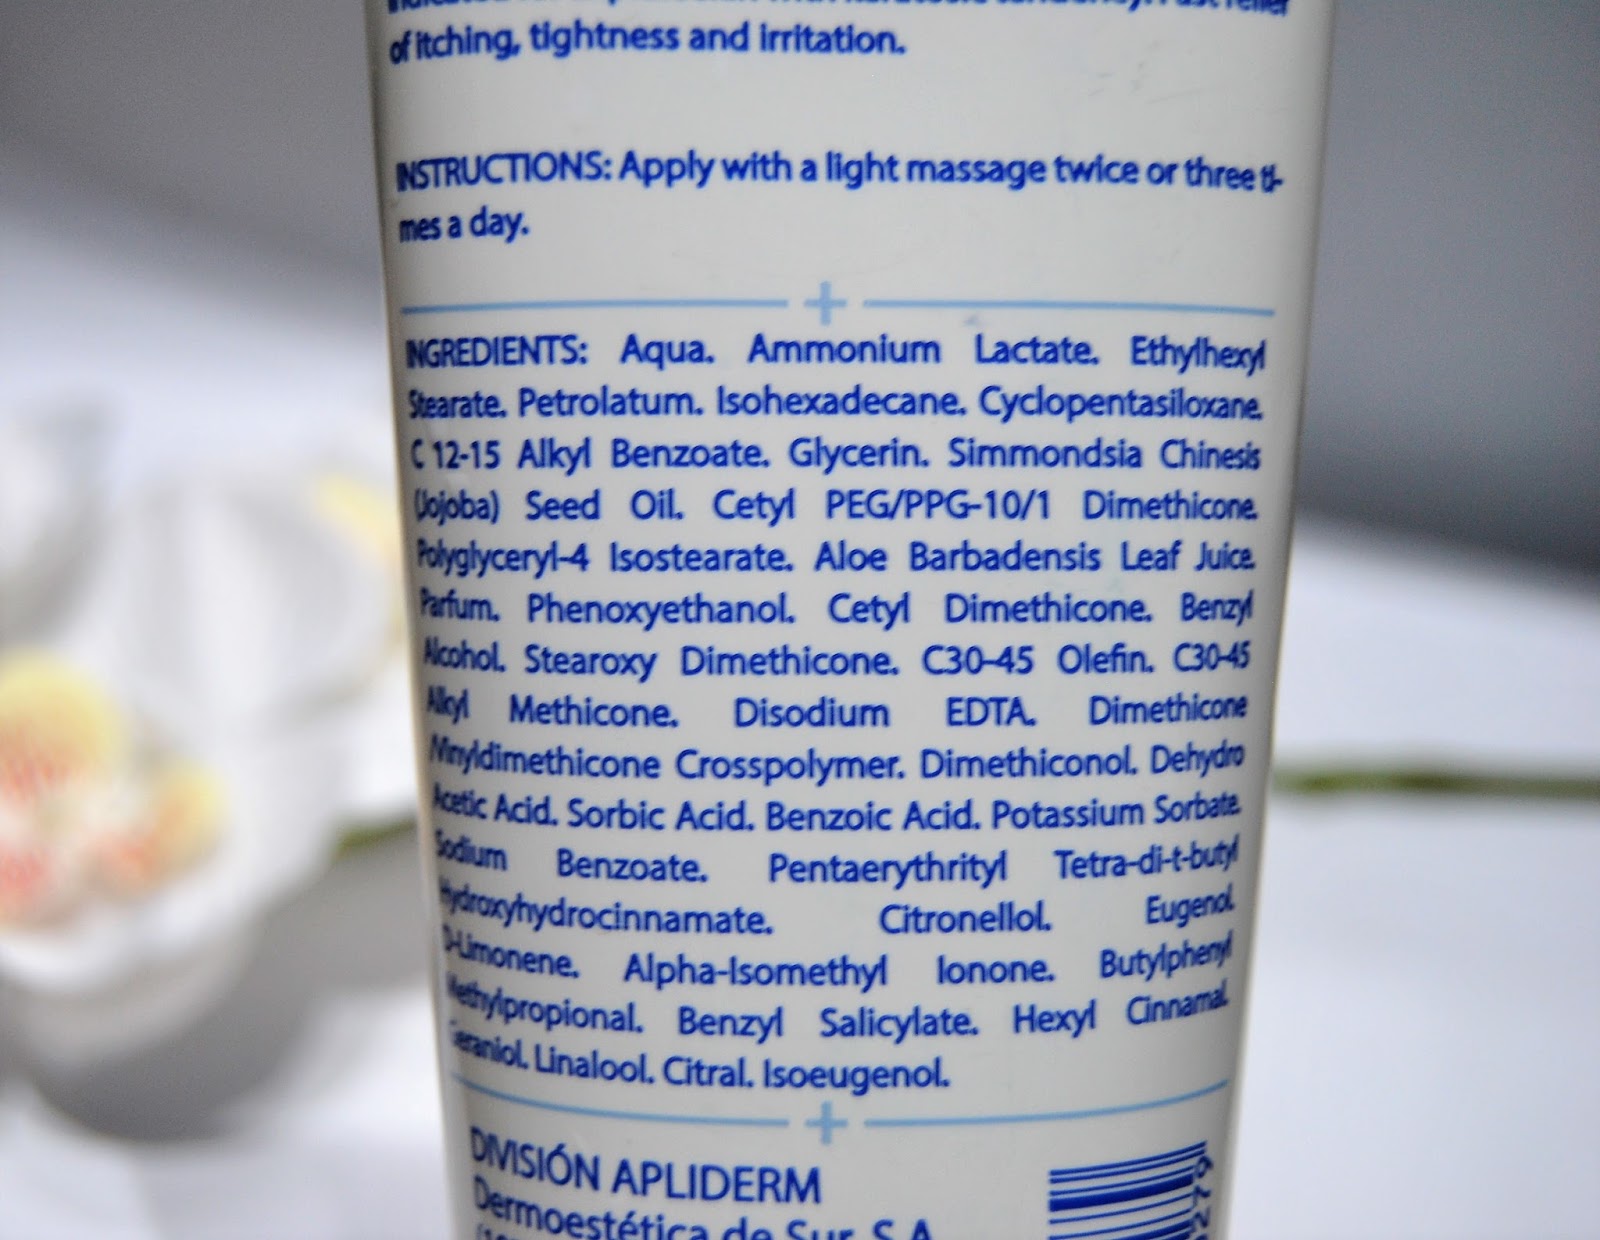 of itching, tightness and irritation.
INSTRUCTIONS: Apply with a light massage twice or three ti-
mes a day.
INGREDIENTS: Aqua. Ammonium Lactate. Ethylhexyl
Stearate. Petrolatum. Isohexadecane. Cyclopentasiloxane.
C 12-15 Alkyl Benzoate. Glycerin. Simmondsia Chinesis
(Jojoba) Seed Oil. Cetyl PEG/PPG-10/1 Dimethicone.
Polyglyceryl-4 Isostearate. Aloe Barbadensis Leaf Juice.
Parfum. Phenoxyethanol. Cetyl Dimethicone. Benzyl
Alcohol. Stearoxy Dimethicone. C30-45 Olefin. C30-45
Alkyl Methicone. Disodium EDTA. Dimethicone
/Vinyldimethicone Crosspolymer. Dimethiconol. Dehydro
Acetic Acid. Sorbic Acid. Benzoic Acid. Potassium Sorbate.
Sodium Benzoate. Pentaerythrityl Tetra-di-t-butyl
Hydroxyhydrocinnamate. Citronellol. Eugenol.
D-Limonene. Alpha-Isomethyl Ionone. Butylphenyl
Methylpropional. Benzyl Salicylate. Hexyl Cinnamal.
Geraniol. Linalool. Citral. Isoeugenol.
DIVISIÓN APLIDERM
Dermoestética de Sur, S.A.